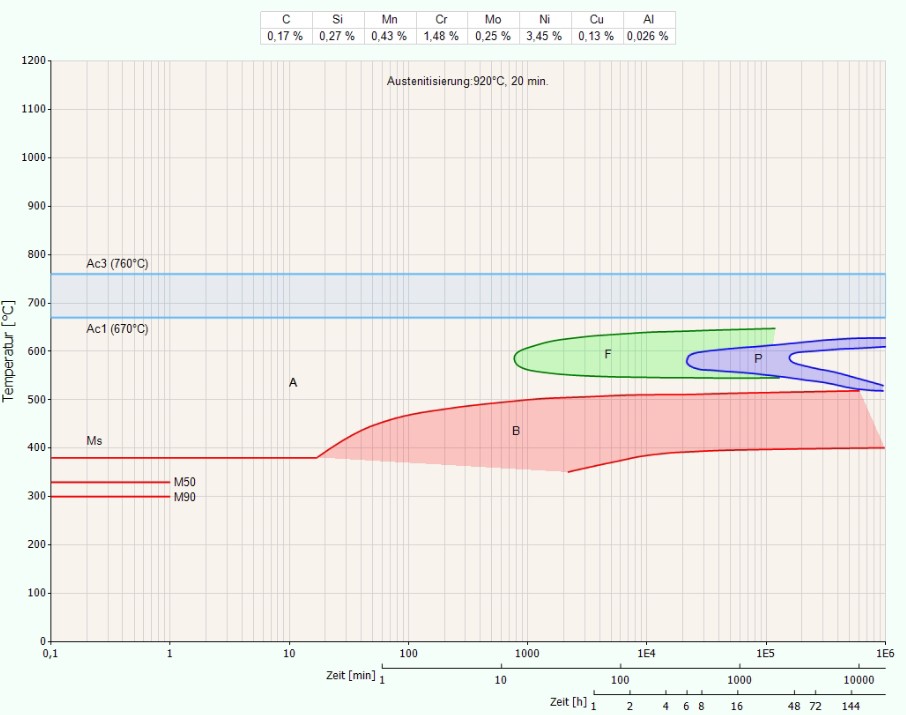 C Si Mn Cr Mo Ni Cu Al
0,17 % 0,27 % 0,43 % 1,48 % 0,25 % 3,45 % 0,13 % 0,026 %
1200
Austenitisierung:920°C, 20 min.
1100
1000
900
800
Ac3 (760°C)
700
Ac1 (670°C)
600
F
P
A
500
B
Ms
400
M50
M90
300
200
100
0
Temperatur [°C]
0,1 1 10 100 1000 1E4 1E5 1E6
Zeit [min] 1 10 100 1000 10000
Zeit [h] 1 2 4 6 8 16 48 72 144